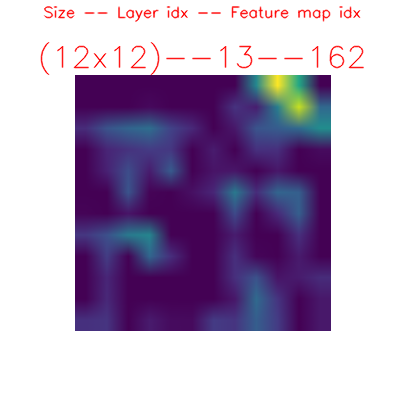 Size -- Layer idx -- Feature map idx
(12x12)--13--162